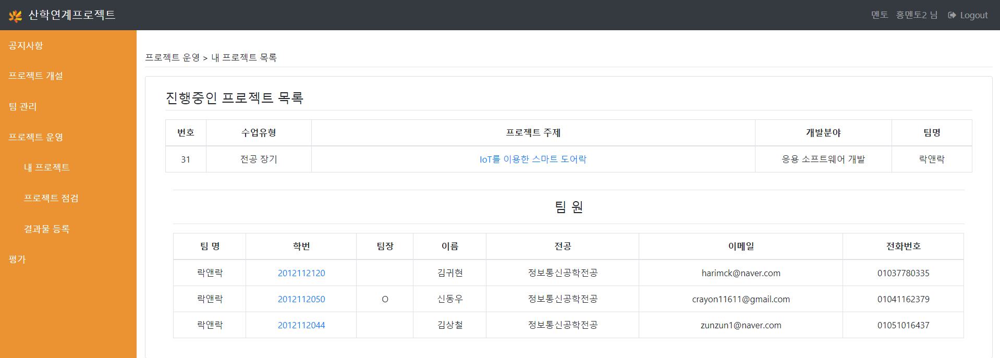 산학연계프로젝트
멘토 홍멘토2 님 Logout
공지사항
프로젝트 개설
팀 관리
프로젝트 운영
내 프로젝트
프로젝트 점검
결과물 등록
평가
프로젝트 운영 > 내 프로젝트 목록
진행중인 프로젝트 목록
번호 수업유형 프로젝트 주제 개발분야 팀명
31 전공 장기 IoT를 이용한 스마트 도어락 응용 소프트웨어 개발 락앤락
팀 원
팀 명 학번 팀장 이름 전공 이메일 전화번호
락앤락 2012112120 김귀현 정보통신공학전공 harimck@naver.com 01037780335
락앤락 2012112050 O 신동우 정보통신공학전공 crayon11611@gmail.com 01041162379
락앤락 2012112044 김상철 정보통신공학전공 zunzun1@naver.com 01051016437